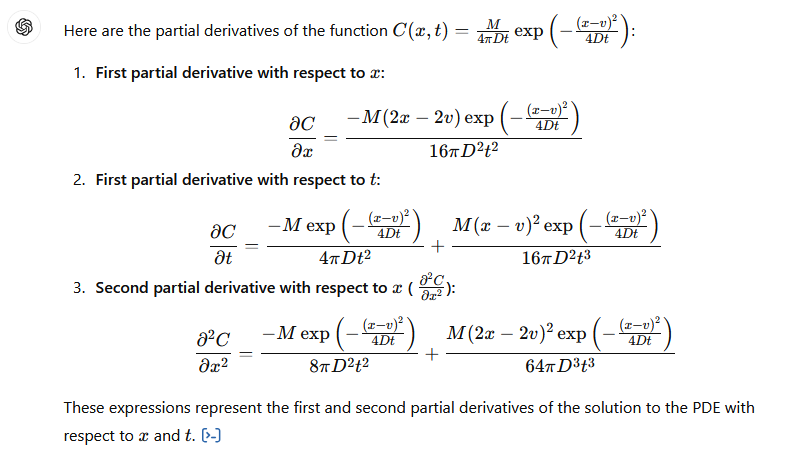 Here are the partial derivatives of the function $C(x,t) = \frac{M}{4\pi Dt} \exp\left(-\frac{(x-v)^2}{4Dt}\right)$:
1. First partial derivative with respect to $x$:
$\frac{\partial C}{\partial x} = \frac{-M(2x-2v)\exp\left(-\frac{(x-v)^2}{4Dt}\right)}{16\pi D^2t^2}$
2. First partial derivative with respect to $t$:
$\frac{\partial C}{\partial t} = \frac{-M\exp\left(-\frac{(x-v)^2}{4Dt}\right)}{4\pi Dt^2} + \frac{M(x-v)^2\exp\left(-\frac{(x-v)^2}{4Dt}\right)}{16\pi D^2t^3}$
3. Second partial derivative with respect to $x$ ( $\frac{\partial^2 C}{\partial x^2}$):
$\frac{\partial^2 C}{\partial x^2} = \frac{-M\exp\left(-\frac{(x-v)^2}{4Dt}\right)}{8\pi D^2t^2} + \frac{M(2x-2v)^2\exp\left(-\frac{(x-v)^2}{4Dt}\right)}{64\pi D^3t^3}$
These expressions represent the first and second partial derivatives of the solution to the PDE with
respect to $x$ and $t$. [>-]